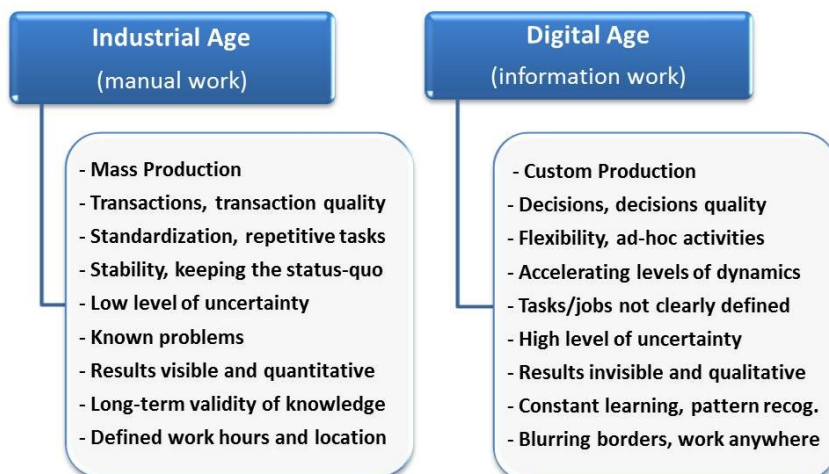 Industrial Age
(manual work)
- Mass Production
- Transactions, transaction quality
- Standardization, repetitive tasks
- Stability, keeping the status-quo
- Low level of uncertainty
- Known problems
- Results visible and quantitative
- Long-term validity of knowledge
- Defined work hours and location
Digital Age
(information work)
- Custom Production
- Decisions, decisions quality
- Flexibility, ad-hoc activities
- Accelerating levels of dynamics
- Tasks/jobs not clearly defined
- High level of uncertainty
- Results invisible and qualitative
- Constant learning, pattern recog.
- Blurring borders, work anywhere